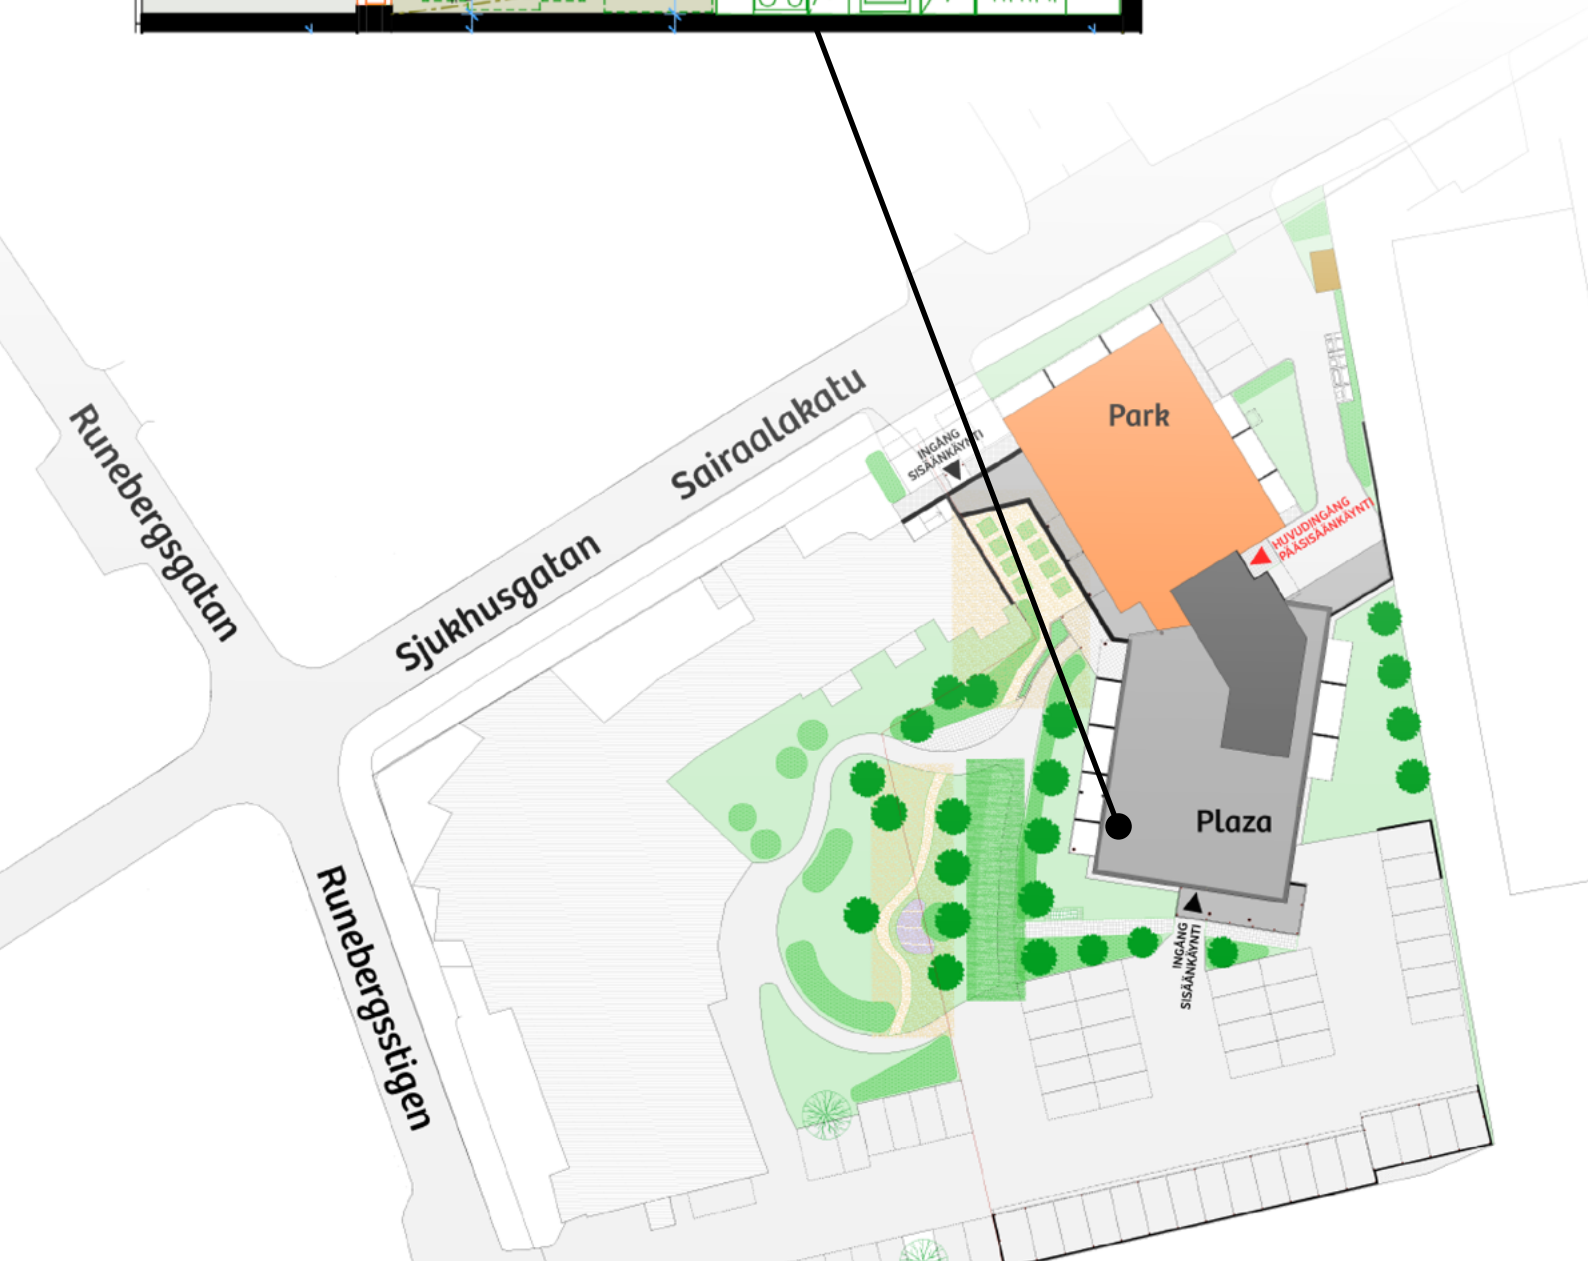 Runebergsgatan
Sjukhusgatan
Sairaalakatu
INGÅNG
SISÄÄNKÄYNTI
Park
HUVUDINGÅNG
PÄÄSISÄÄNKÄYNTI
Plaza
INGÅNG
SISÄÄNKÄYNTI
Runebergsstigen